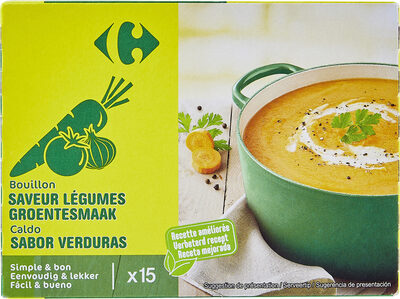 Bouillon
SAVEUR LÉGUMES
GROENTESMAAK
Caldo
SABOR VERDURAS
Simple & bon
Eenvoudig & lekker
Fácil & bueno
x15
Recette améliorée
Verbeterd recept
Receta mejorada
Suggestion de présentation / Serveertip / Sugerencia de presentación